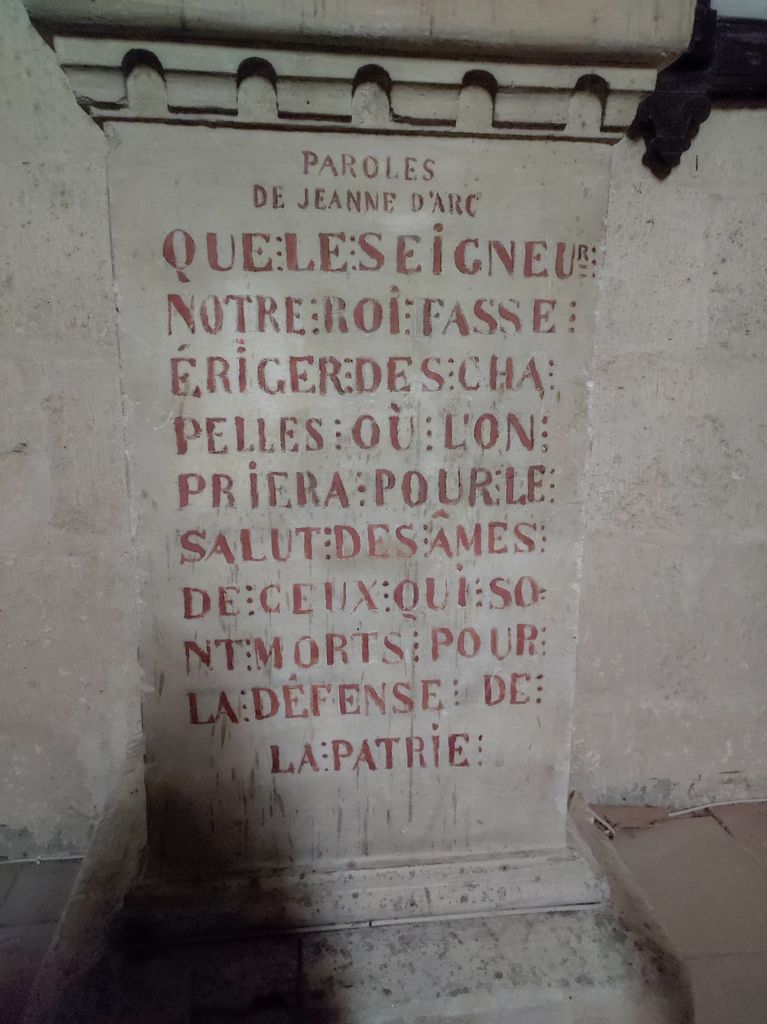 PAROLES
DE JEANNE D'ARC
QUE⋮LE⋮SEiGNEUR⋮
NOTRE⋮ROi⋮FASSE⋮
ÉRiGER⋮DES⋮CHA⋮
PELLES⋮OÙ⋮L'ON⋮
PRiERA⋮POUR⋮LE⋮
SALUT⋮DES⋮ÂMES⋮
DE⋮CEUX⋮QUi⋮SO⋮
NT⋮MORTS⋮POUR⋮
LA⋮DÉFENSE⋮DE⋮
LA⋮PATRiE⋮